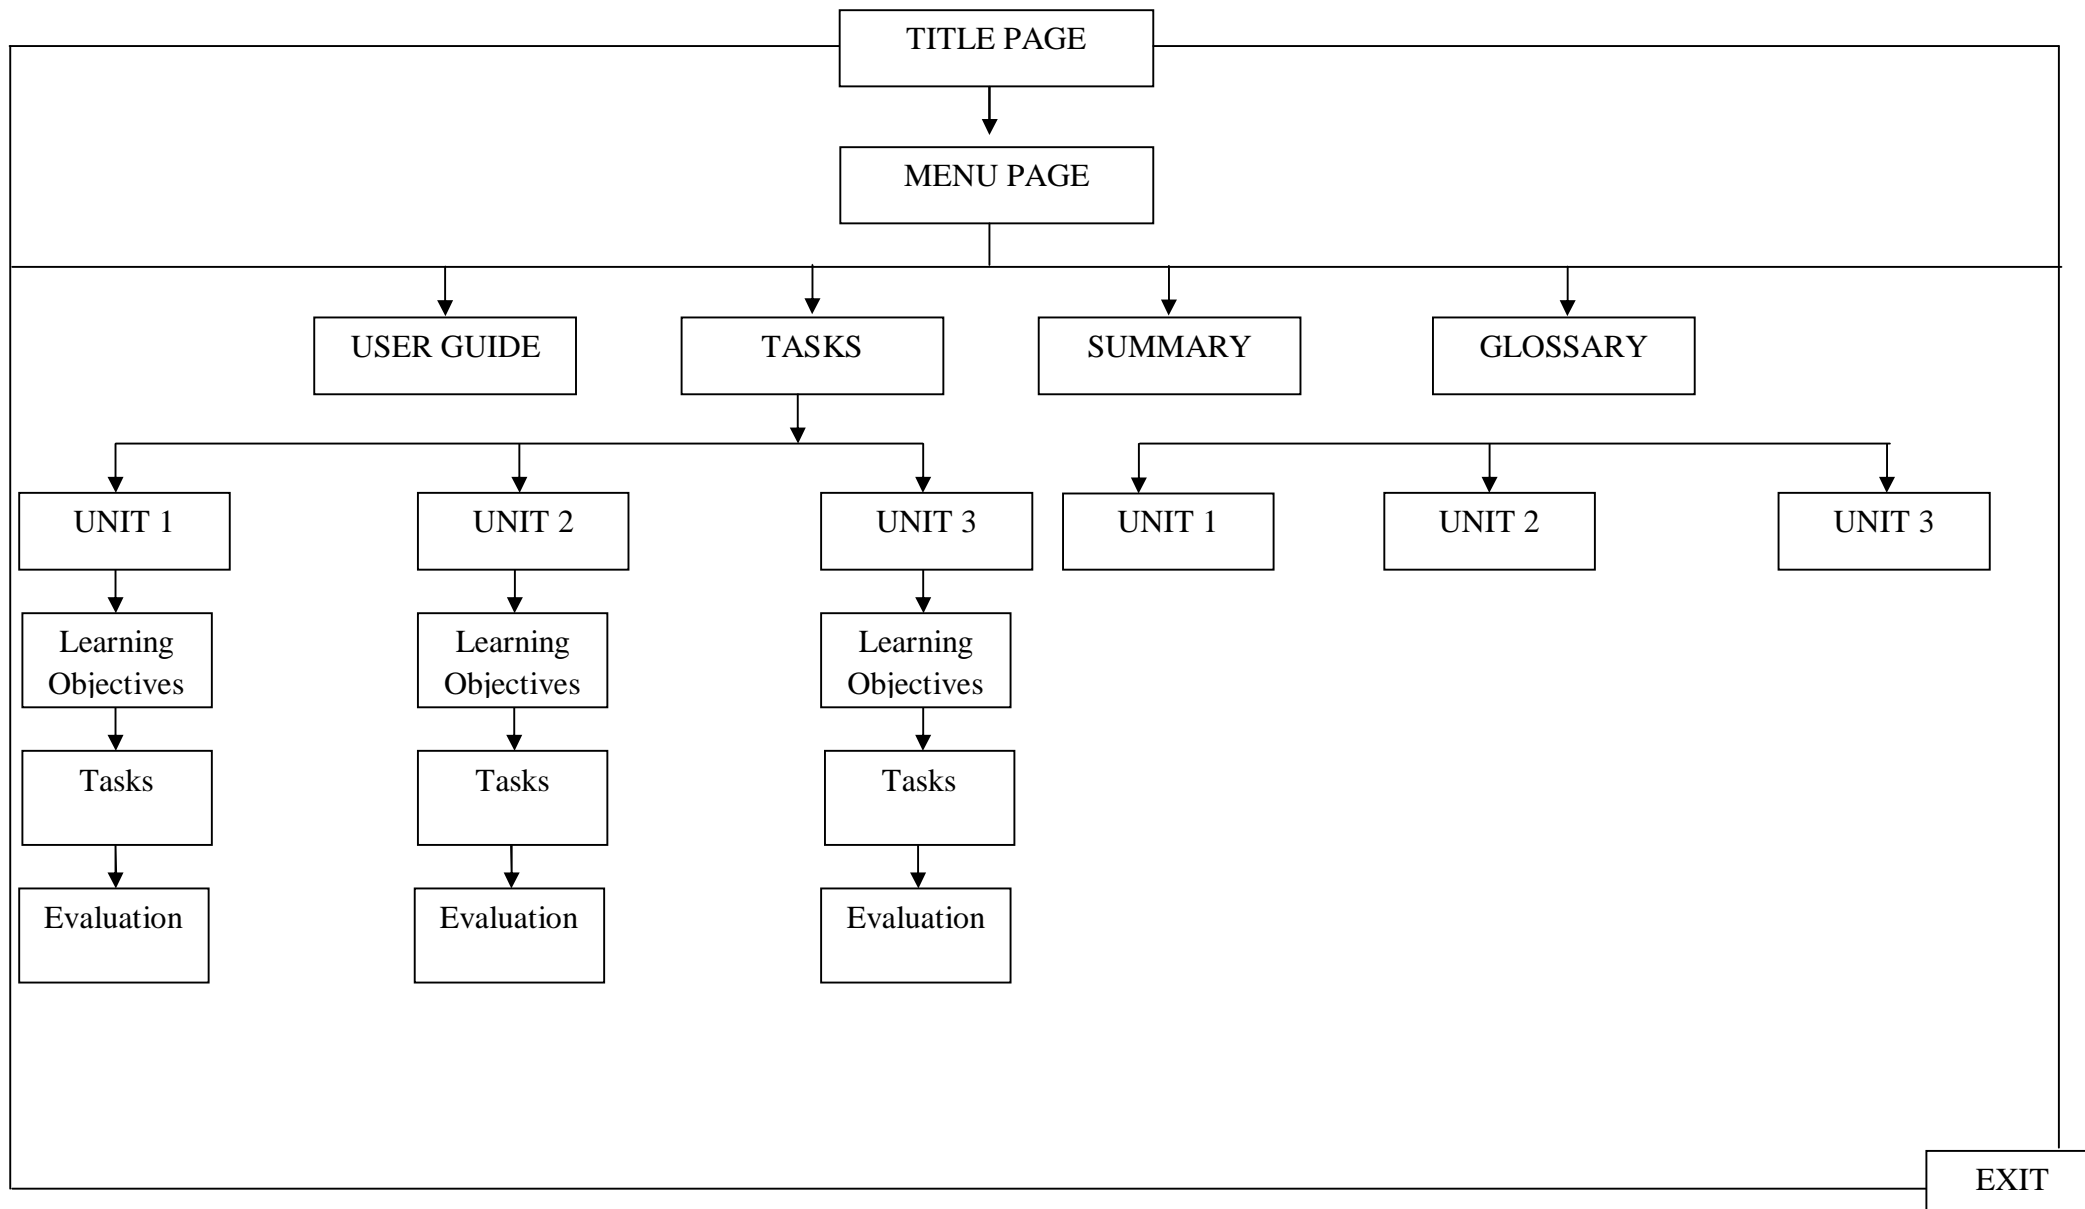 TITLE PAGE
MENU PAGE
USER GUIDE
TASKS
SUMMARY
GLOSSARY
UNIT 1
UNIT 2
UNIT 3
UNIT 1
UNIT 2
UNIT 3
Learning
Objectives
Learning
Objectives
Learning
Objectives
Tasks
Tasks
Tasks
Evaluation
Evaluation
Evaluation
EXIT